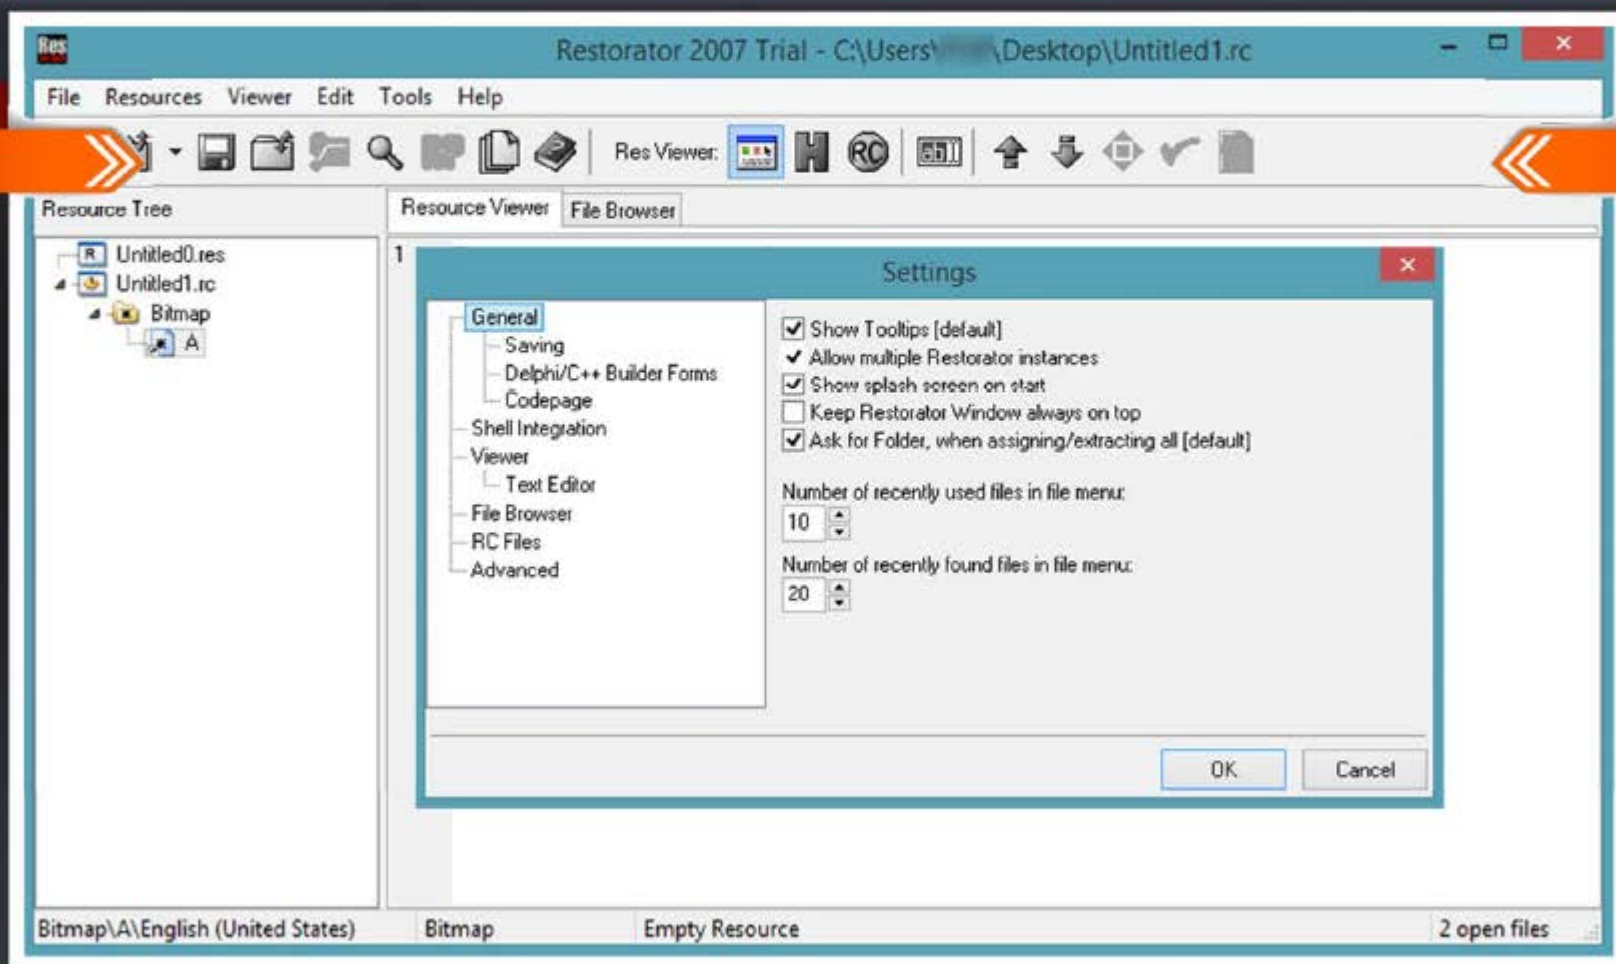 Res
Restorator 2007 Trial - C:\Users\ \Desktop\Untitled1.rc
File Resources Viewer Edit Tools Help
Res Viewer:
RC
Resource Tree
Resource Viewer File Browser
R Untitled0.res
Untitled1.rc
Bitmap
A
1
Settings
General
Saving
Delphi/C++ Builder Forms
Codepage
Shell Integration
Viewer
Text Editor
File Browser
RC Files
Advanced
Show Tooltips [default]
Allow multiple Restorator instances
Show splash screen on start
Keep Restorator Window always on top
Ask for Folder, when assigning/extracting all [default]
Number of recently used files in file menu:
10
Number of recently found files in file menu:
20
OK Cancel
Bitmap\A\English (United States) Bitmap Empty Resource 2 open files